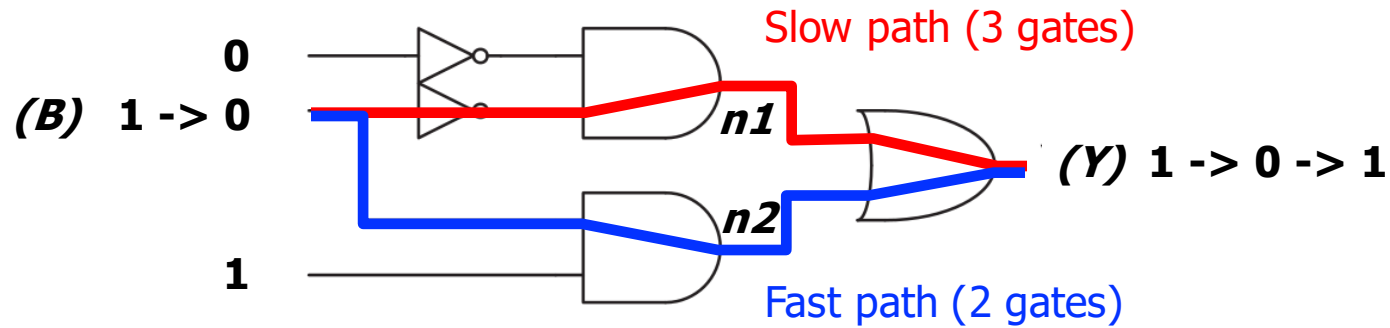 Slow path (3 gates)
0
(B) 1 -> 0
n1
(Y) 1 -> 0 -> 1
n2
1
Fast path (2 gates)